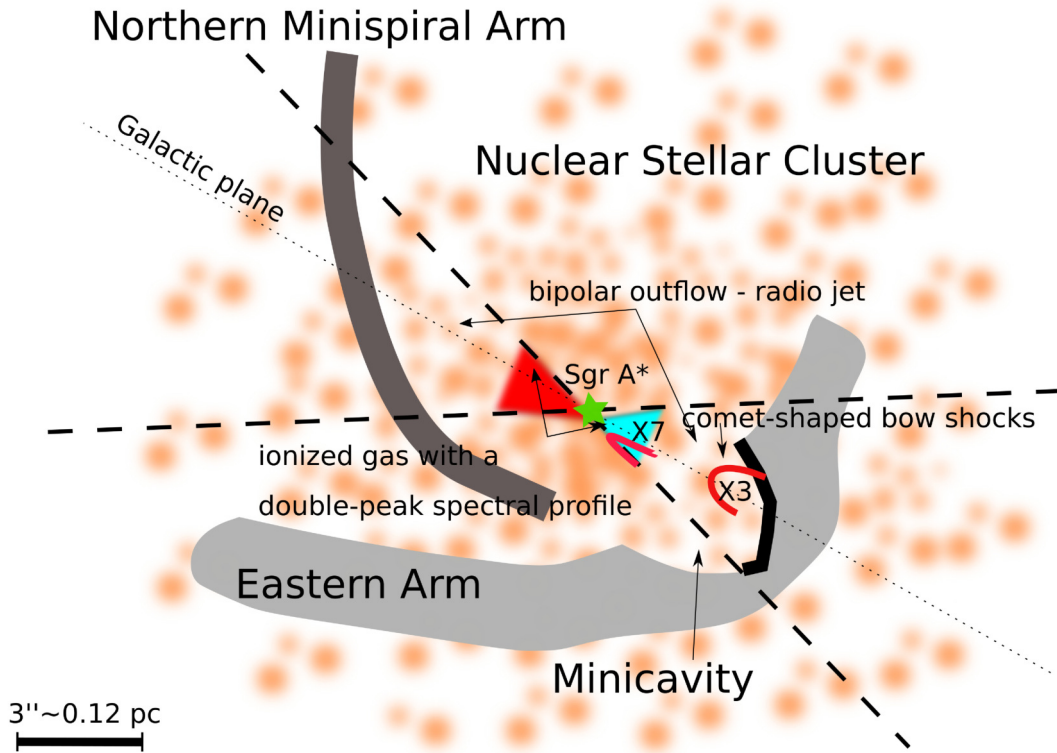 Northern Minispiral Arm
Galactic plane
Nuclear Stellar Cluster
bipolar outflow - radio jet
Sgr A*
X7
comet-shaped bow shocks
ionized gas with a
double-peak spectral profile
X3
Eastern Arm
Minicavity
3''~0.12 pc